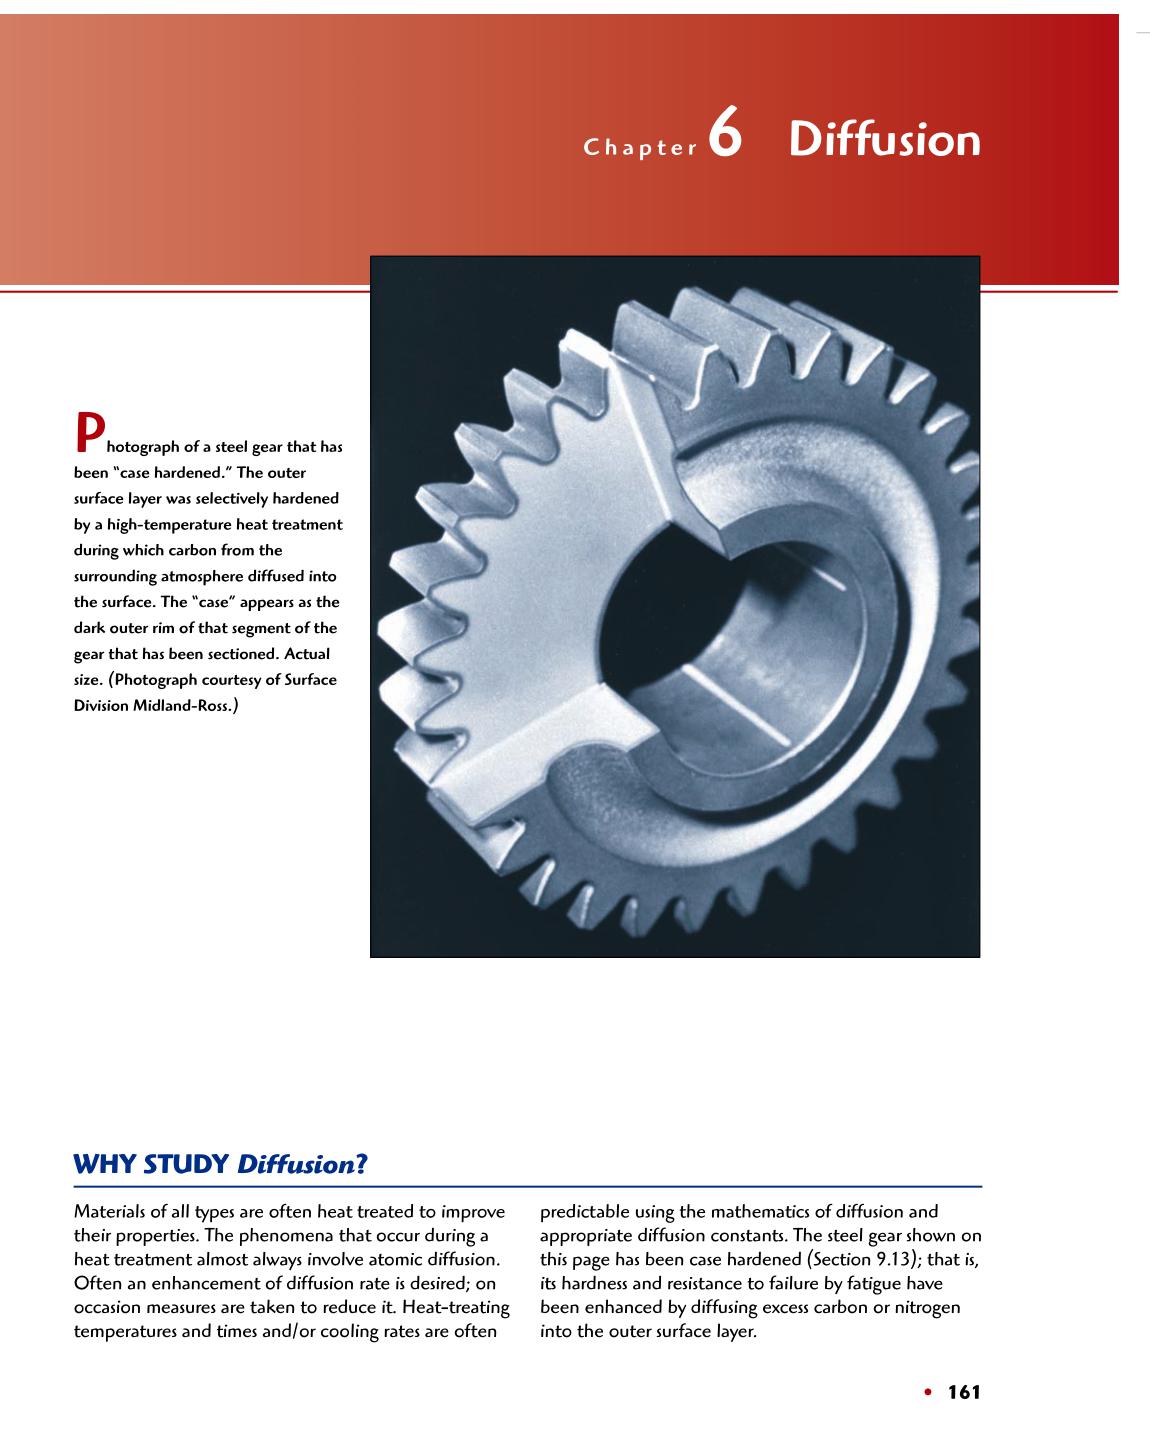 Chapter 6 Diffusion
Photograph of a steel gear that has
been “case hardened.” The outer
surface layer was selectively hardened
by a high-temperature heat treatment
during which carbon from the
surrounding atmosphere diffused into
the surface. The “case” appears as the
dark outer rim of that segment of the
gear that has been sectioned. Actual
size. (Photograph courtesy of Surface
Division Midland-Ross.)
WHY STUDY Diffusion?
Materials of all types are often heat treated to improve
their properties. The phenomena that occur during a
heat treatment almost always involve atomic diffusion.
Often an enhancement of diffusion rate is desired; on
occasion measures are taken to reduce it. Heat-treating
temperatures and times and/or cooling rates are often
predictable using the mathematics of diffusion and
appropriate diffusion constants. The steel gear shown on
this page has been case hardened (Section 9.13); that is,
its hardness and resistance to failure by fatigue have
been enhanced by diffusing excess carbon or nitrogen
into the outer surface layer.
• 161